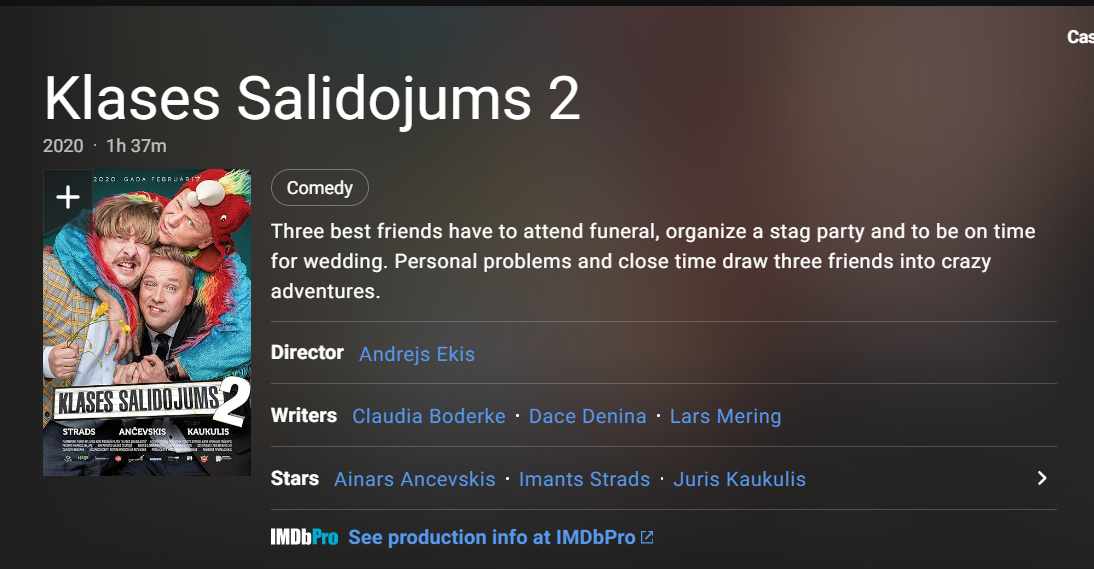 Cas
Klases Salidojums 2
2020 · 1h 37m
2020. GADA FEBRUARĪ
KLASES SALIDOJUMS 2
STRADS ANČEVSKIS KAUKULIS
Comedy
Three best friends have to attend funeral, organize a stag party and to be on time
for wedding. Personal problems and close time draw three friends into crazy
adventures.
Director Andrejs Ekis
Writers Claudia Boderke · Dace Denina · Lars Mering
Stars Ainars Ancevskis · Imants Strads · Juris Kaukulis
IMDbPro See production info at IMDbPro